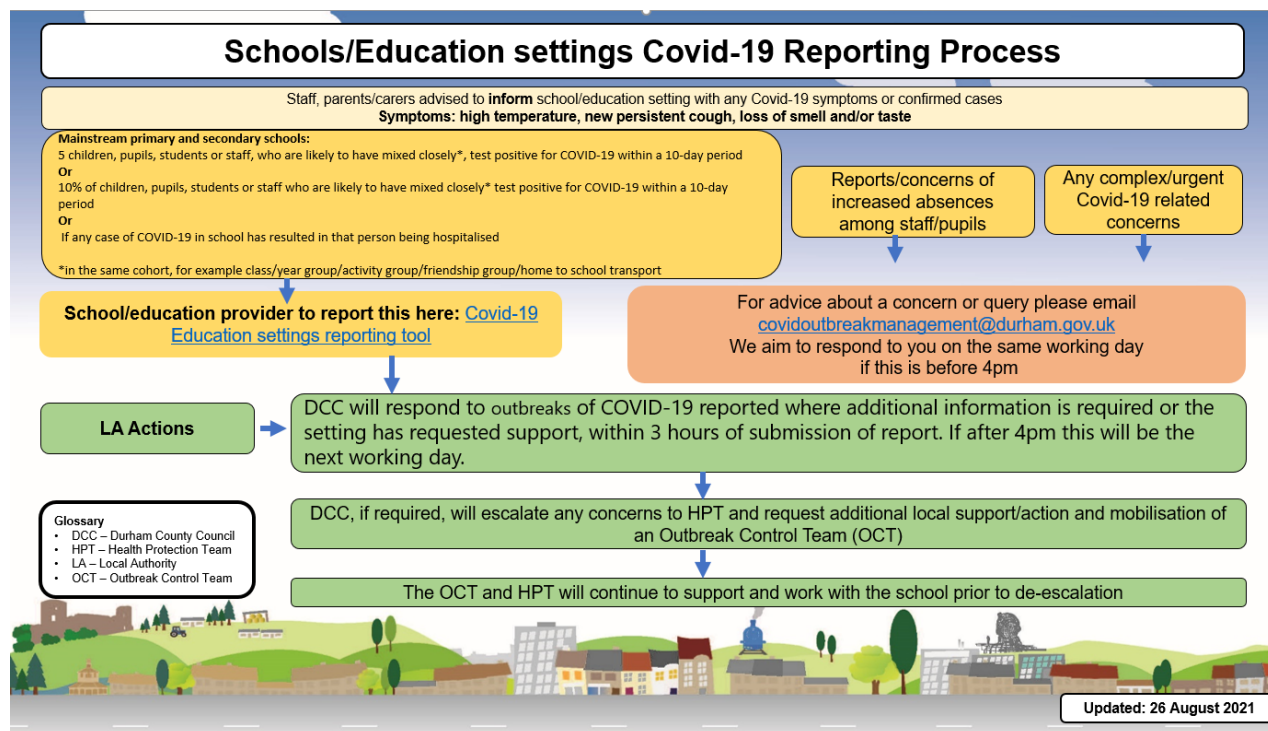 Schools/Education settings Covid-19 Reporting Process
Staff, parents/carers advised to inform school/education setting with any Covid-19 symptoms or confirmed cases
Symptoms: high temperature, new persistent cough, loss of smell and/or taste
Mainstream primary and secondary schools:
5 children, pupils, students or staff, who are likely to have mixed closely*, test positive for COVID-19 within a 10-day period
Or
10% of children, pupils, students or staff who are likely to have mixed closely* test positive for COVID-19 within a 10-day
period
Or
If any case of COVID-19 in school has resulted in that person being hospitalised
*in the same cohort, for example class/year group/activity group/friendship group/home to school transport
Reports/concerns of
increased absences
among staff/pupils
Any complex/urgent
Covid-19 related
concerns
School/education provider to report this here: Covid-19
Education settings reporting tool
For advice about a concern or query please email
covidoutbreakmanagement@durham.gov.uk
We aim to respond to you on the same working day
if this is before 4pm
LA Actions
DCC will respond to outbreaks of COVID-19 reported where additional information is required or the
setting has requested support, within 3 hours of submission of report. If after 4pm this will be the
next working day.
DCC, if required, will escalate any concerns to HPT and request additional local support/action and mobilisation of
an Outbreak Control Team (OCT)
Glossary
• DCC – Durham County Council
• HPT – Health Protection Team
• LA – Local Authority
• OCT – Outbreak Control Team
The OCT and HPT will continue to support and work with the school prior to de-escalation
Updated: 26 August 2021